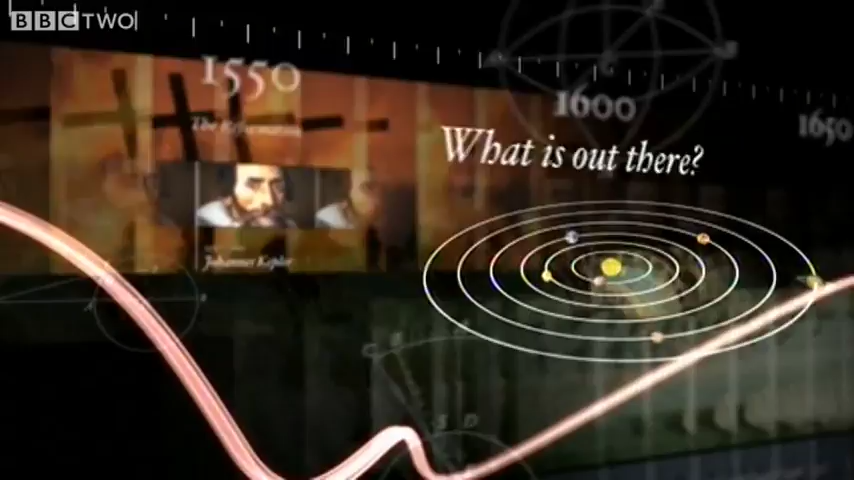 BBC TWO
1550
1600
1650
The Reformation
What is out there?
Johannes Kepler